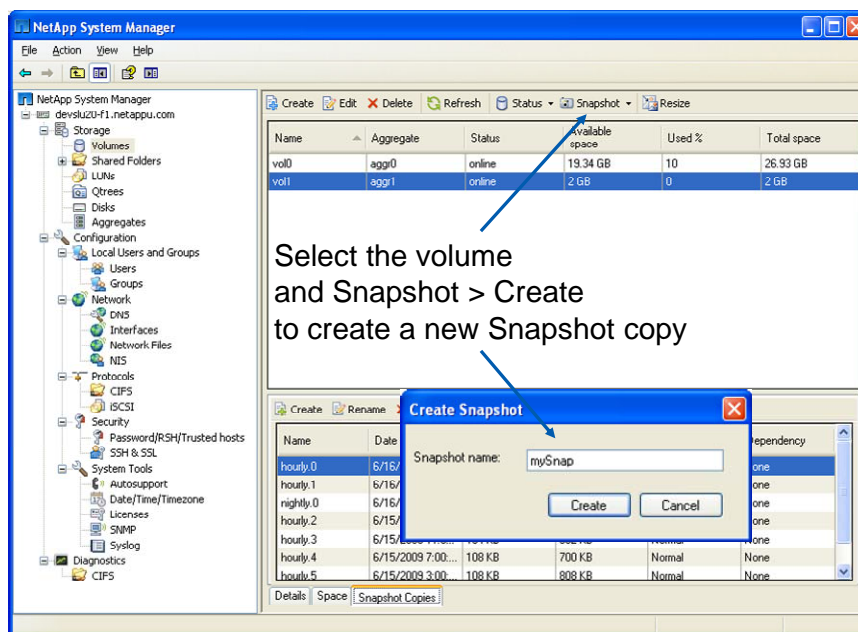 NetApp System Manager
File Action View Help
NetApp System Manager
devslu20-f1.netappu.com
Storage
Volumes
Shared Folders
LUNs
Qtrees
Disks
Aggregates
Configuration
Local Users and Groups
Users
Groups
Network
DNS
Interfaces
Network Files
NIS
Protocols
CIFS
iSCSI
Security
Password/RSH/Trusted hosts
SSH & SSL
System Tools
Autosupport
Date/Time/Timezone
Licenses
SNMP
Syslog
Diagnostics
CIFS
Create Edit Delete Refresh Status Snapshot Resize
Name Aggregate Status Available space Used % Total space
vol0 aggr0 online 19.34 GB 10 26.93 GB
vol1 aggr1 online 2 GB 0 2 GB
Select the volume
and Snapshot > Create
to create a new Snapshot copy
Create Rename
Name Date
hourly.0 6/16/
hourly.1 6/16/
nightly.0 6/16/
hourly.2 6/15/
hourly.3
hourly.4 6/15/2009 7:00:... 108 KB 700 KB Normal None
hourly.5 6/15/2009 3:00:... 108 KB 808 KB Normal None
Create Snapshot
Snapshot name: mySnap
Create Cancel
Details Space Snapshot Copies